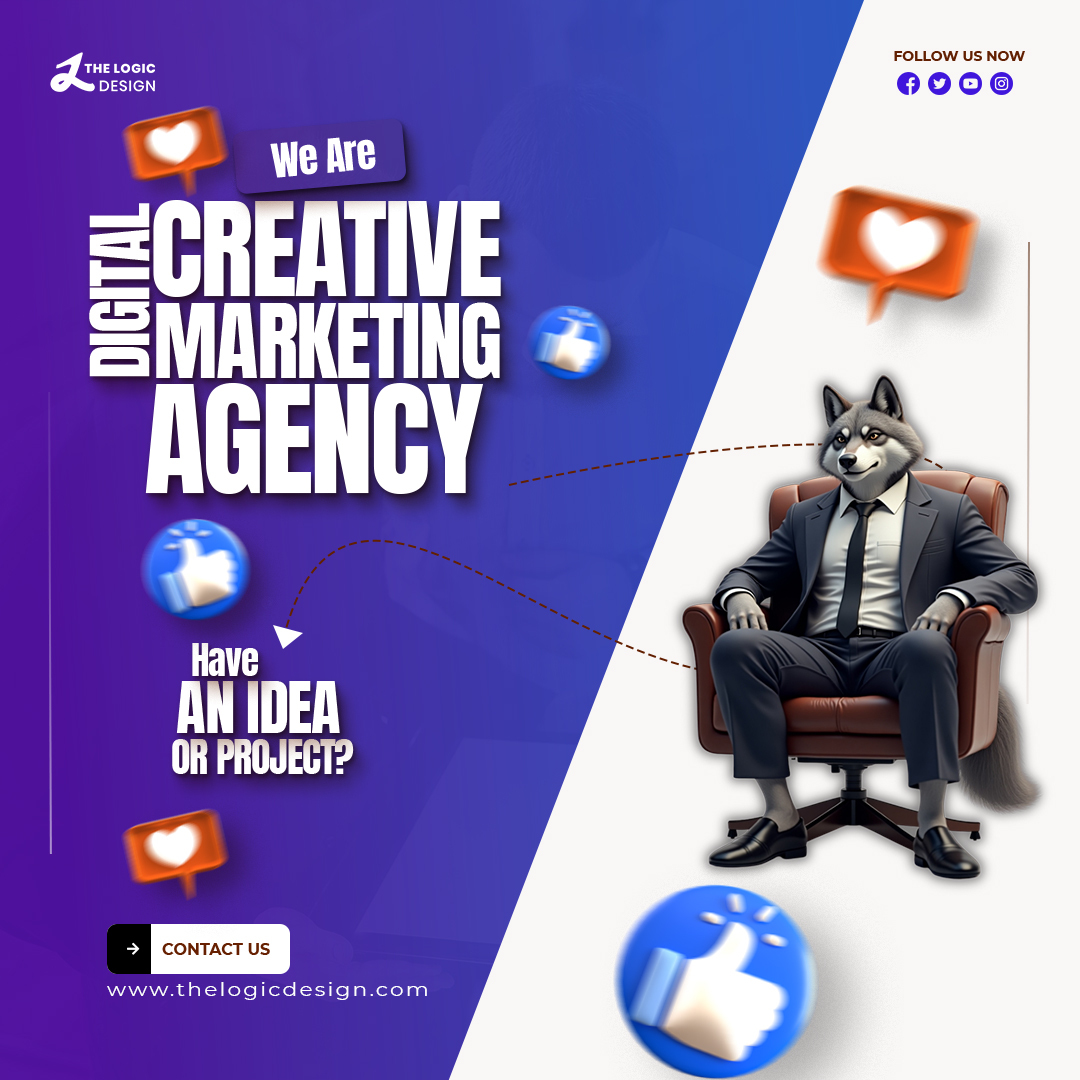 THE LOGIC
DESIGN
FOLLOW US NOW
We Are
DIGITAL
CREATIVE
MARKETING
AGENCY
Have
AN IDEA
OR PROJECT?
CONTACT US
www.thelogicdesign.com